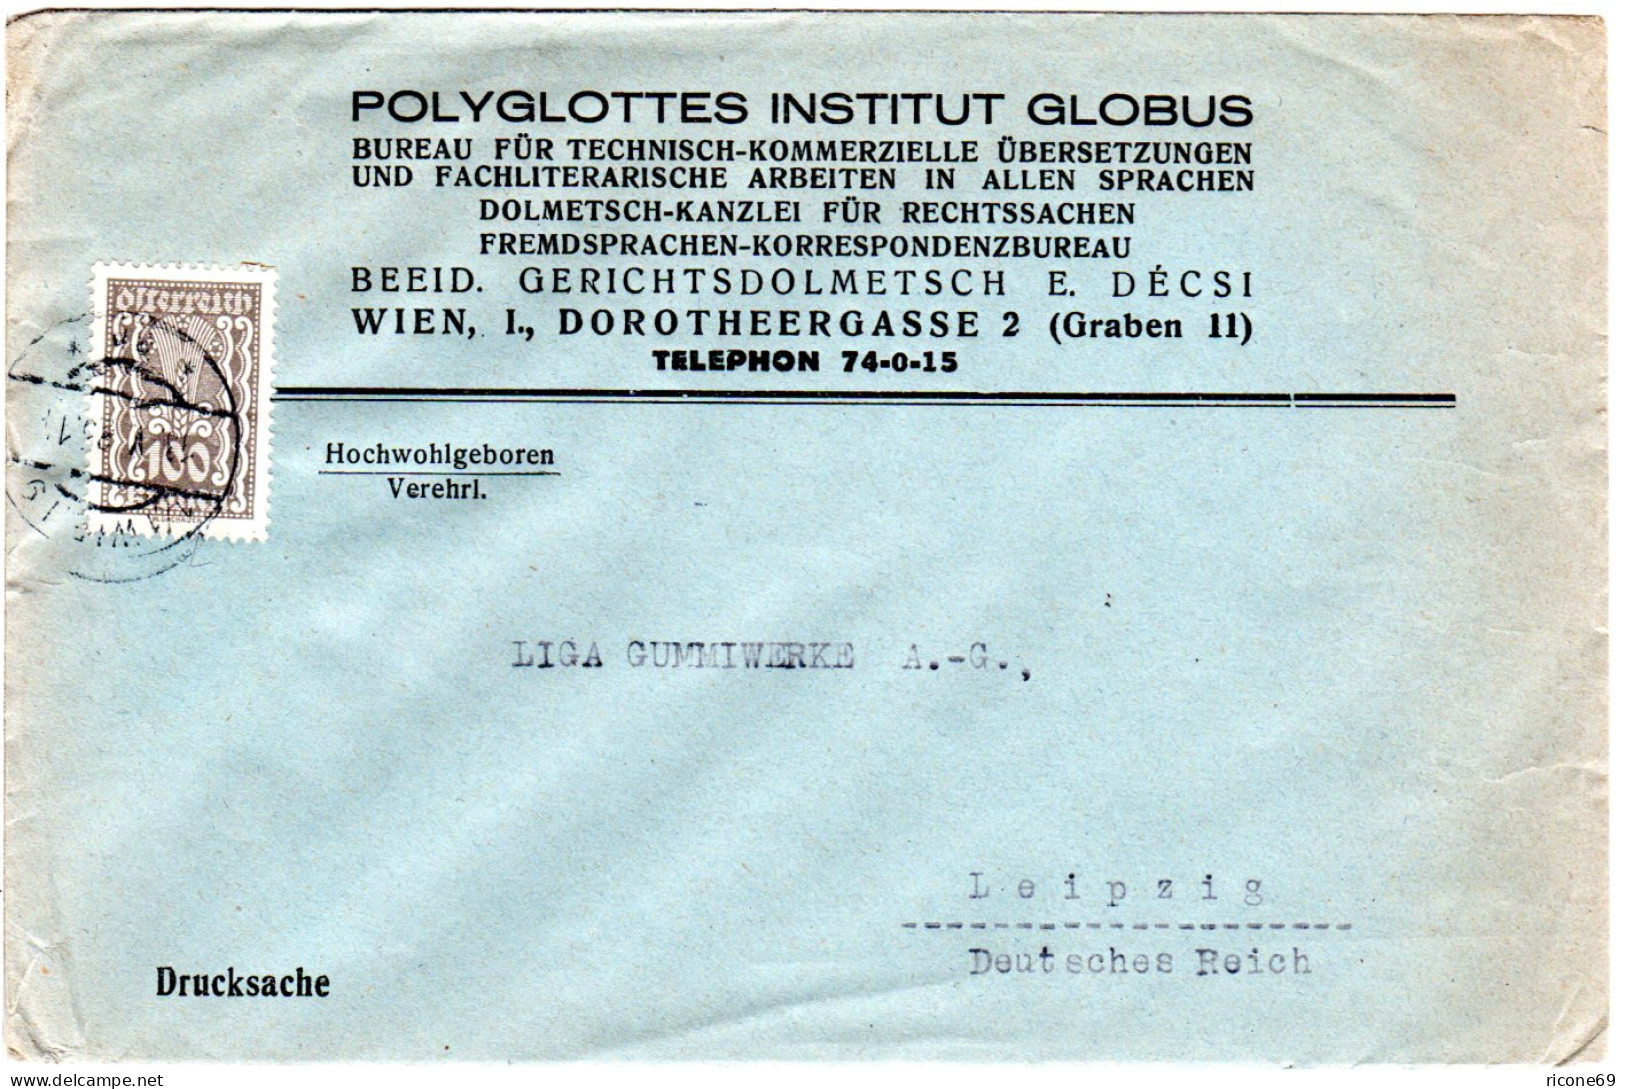 POLYGLOTTES INSTITUT GLOBUS
BUREAU FÜR TECHNISCH-KOMMERZIELLE ÜBERSETZUNGEN
UND FACHLITERARISCHE ARBEITEN IN ALLEN SPRACHEN
DOLMETSCH-KANZLEI FÜR RECHTSSACHEN
FREMDSPRACHEN-KORRESPONDENZBUREAU
BEEID. GERICHTSDOLMETSCH E. DÉCSI
WIEN, I., DOROTHEERGASSE 2 (Graben 11)
TELEPHON 74-0-15
Österreich
100
WIEN
Hochwohlgeboren
Verehrl.
LIGA GUMMIWERKE A.-G.,
Leipzig
Deutsches Reich
Drucksache
www.delcampe.net
ricone69